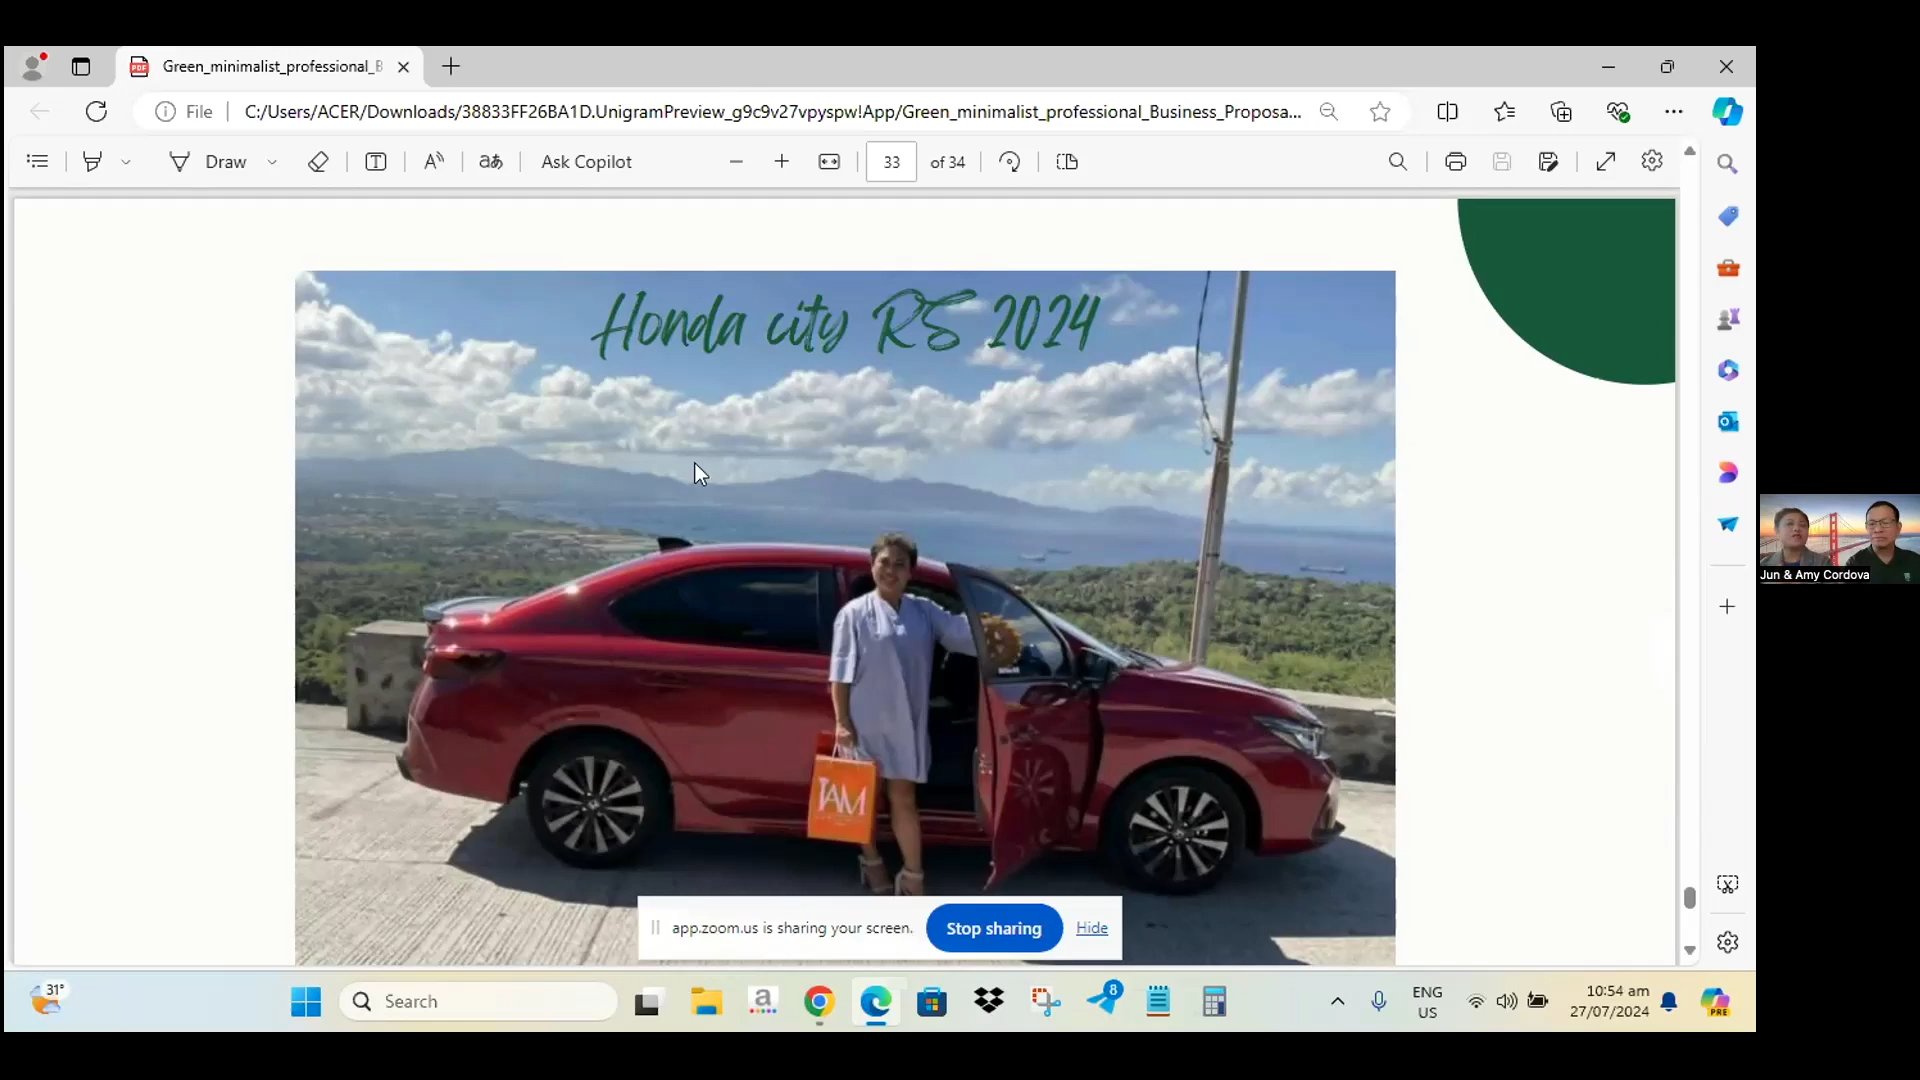 Green_minimalist_professional_B
File
C:/Users/ACER/Downloads/38833FF26BA1D.UnigramPreview_g9c9v27vpyspw!App/Green_minimalist_professional_Business_Proposa...
Draw
Ask Copilot
33
of 34
Honda city RS 2024
IAM
Jun & Amy Cordova
app.zoom.us is sharing your screen.
Stop sharing
Hide
31°
Search
8
ENG
US
10:54 am
27/07/2024
PRE